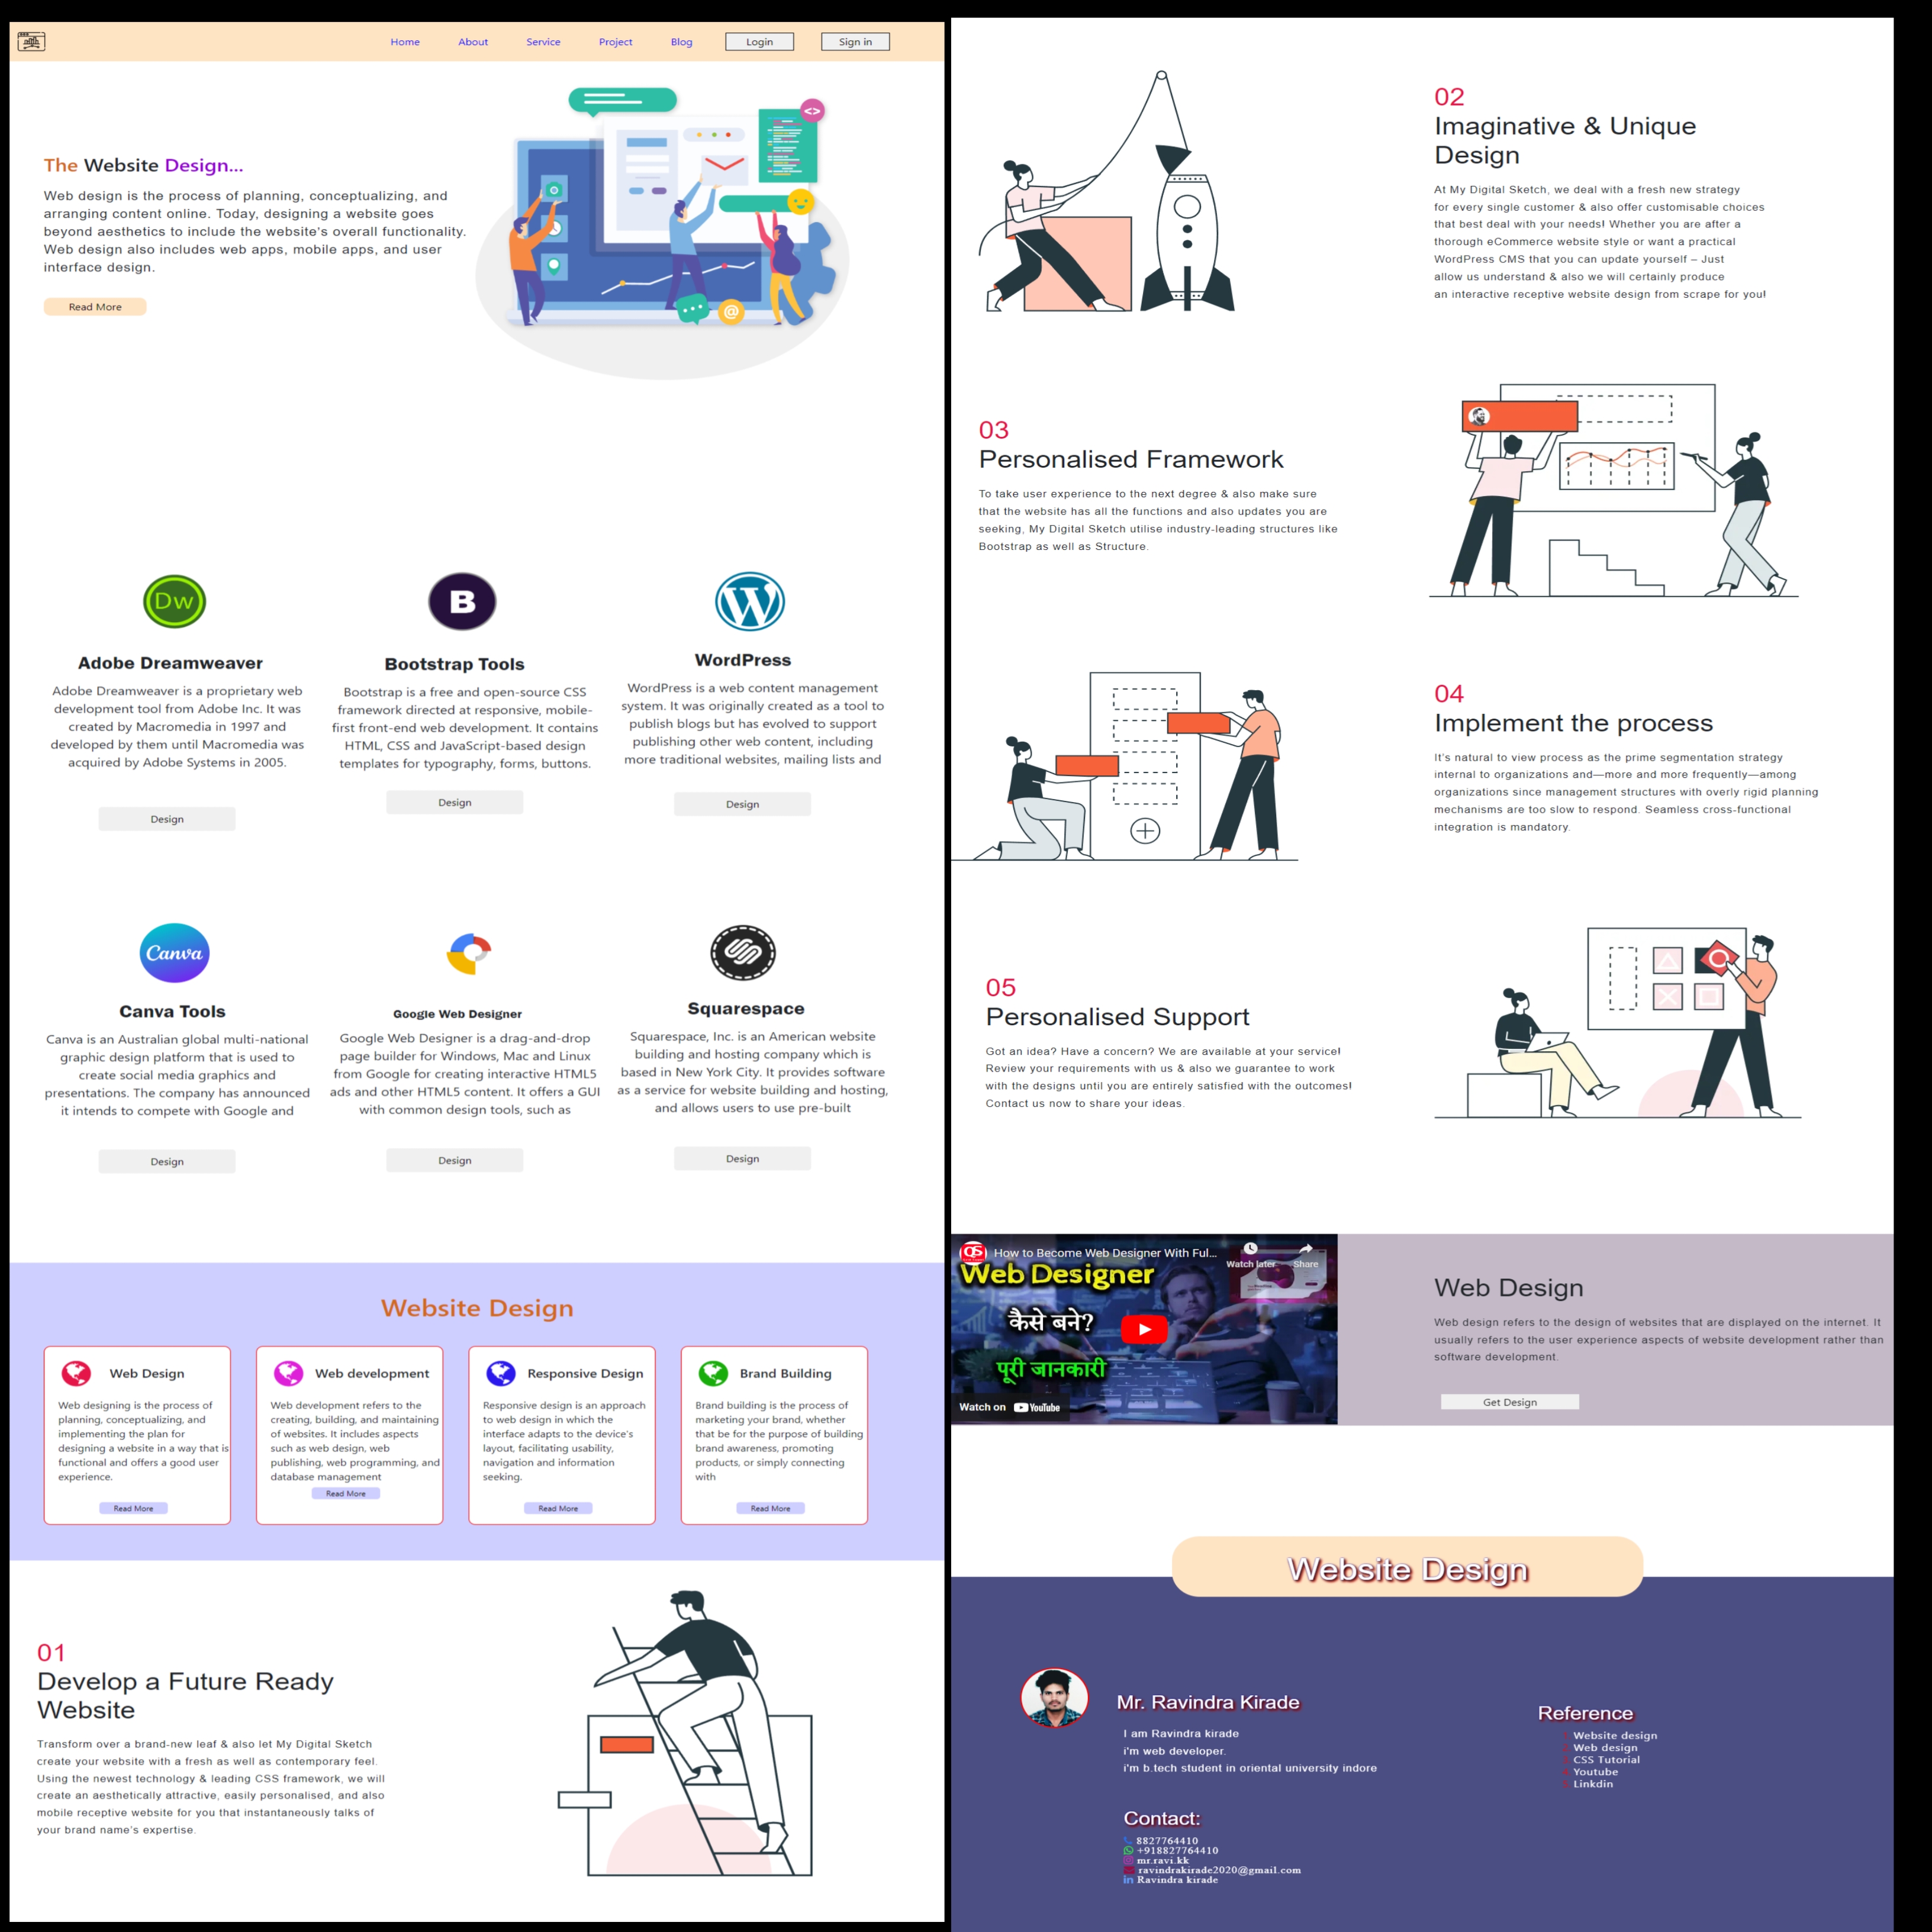 Home About Service Project Blog Login Sign in
The Website Design...
Web design is the process of planning, conceptualizing, and
arranging content online. Today, designing a website goes
beyond aesthetics to include the website's overall functionality.
Web design also includes web apps, mobile apps, and user
interface design.
Read More
<>
@
Dw
Adobe Dreamweaver
Adobe Dreamweaver is a proprietary web
development tool from Adobe Inc. It was
created by Macromedia in 1997 and
developed by them until Macromedia was
acquired by Adobe Systems in 2005.
Design
B
Bootstrap Tools
Bootstrap is a free and open-source CSS
framework directed at responsive, mobile-
first front-end web development. It contains
HTML, CSS and JavaScript-based design
templates for typography, forms, buttons.
Design
W
WordPress
WordPress is a web content management
system. It was originally created as a tool to
publish blogs but has evolved to support
publishing other web content, including
more traditional websites, mailing lists and
Design
Canva
Canva Tools
Canva is an Australian global multi-national
graphic design platform that is used to
create social media graphics and
presentations. The company has announced
it intends to compete with Google and
Design
Google Web Designer
Google Web Designer is a drag-and-drop
page builder for Windows, Mac and Linux
from Google for creating interactive HTML5
ads and other HTML5 content. It offers a GUI
with common design tools, such as
Design
Squarespace
Squarespace, Inc. is an American website
building and hosting company which is
based in New York City. It provides software
as a service for website building and hosting,
and allows users to use pre-built
Design
Website Design
Web Design
Web designing is the process of
planning, conceptualizing, and
implementing the plan for
designing a website in a way that is
functional and offers a good user
experience.
Read More
Web development
Web development refers to the
creating, building, and maintaining
of websites. It includes aspects
such as web design, web
publishing, web programming, and
database management
Read More
Responsive Design
Responsive design is an approach
to web design in which the
interface adapts to the device's
layout, facilitating usability,
navigation and information
seeking.
Read More
Brand Building
Brand building is the process of
marketing your brand, whether
that be for the purpose of building
brand awareness, promoting
products, or simply connecting
with
Read More
01
Develop a Future Ready
Website
Transform over a brand-new leaf & also let My Digital Sketch
create your website with a fresh as well as contemporary feel.
Using the newest technology & leading CSS framework, we will
create an aesthetically attractive, easily personalised, and also
mobile receptive website for you that instantaneously talks of
your brand name's expertise.
02
Imaginative & Unique
Design
At My Digital Sketch, we deal with a fresh new strategy
for every single customer & also offer customisable choices
that best deal with your needs! Whether you are after a
thorough eCommerce website style or want a practical
WordPress CMS that you can update yourself – Just
allow us understand & also we will certainly produce
an interactive receptive website design from scrape for you!
03
Personalised Framework
To take user experience to the next degree & also make sure
that the website has all the functions and also updates you are
seeking, My Digital Sketch utilise industry-leading structures like
Bootstrap as well as Structure.
04
Implement the process
It's natural to view process as the prime segmentation strategy
internal to organizations and—more and more frequently—among
organizations since management structures with overly rigid planning
mechanisms are too slow to respond. Seamless cross-functional
integration is mandatory.
05
Personalised Support
Got an idea? Have a concern? We are available at your service!
Review your requirements with us & also we guarantee to work
with the designs until you are entirely satisfied with the outcomes!
Contact us now to share your ideas.
How to Become Web Designer With Ful...
Watch later Share
Web Designer
कैसे बने?
पूरी जानकारी
Watch on YouTube
Web Design
Web design refers to the design of websites that are displayed on the internet. It
usually refers to the user experience aspects of website development rather than
software development.
Get Design
Website Design
Mr. Ravindra Kirade
I am Ravindra kirade
i'm web developer.
i'm b.tech student in oriental university indore
Contact:
8827764410
+918827764410
mr.ravi.kk
ravindrakirade2020@gmail.com
in Ravindra kirade
Reference
Website design
Web design
CSS Tutorial
Youtube
Linkdin